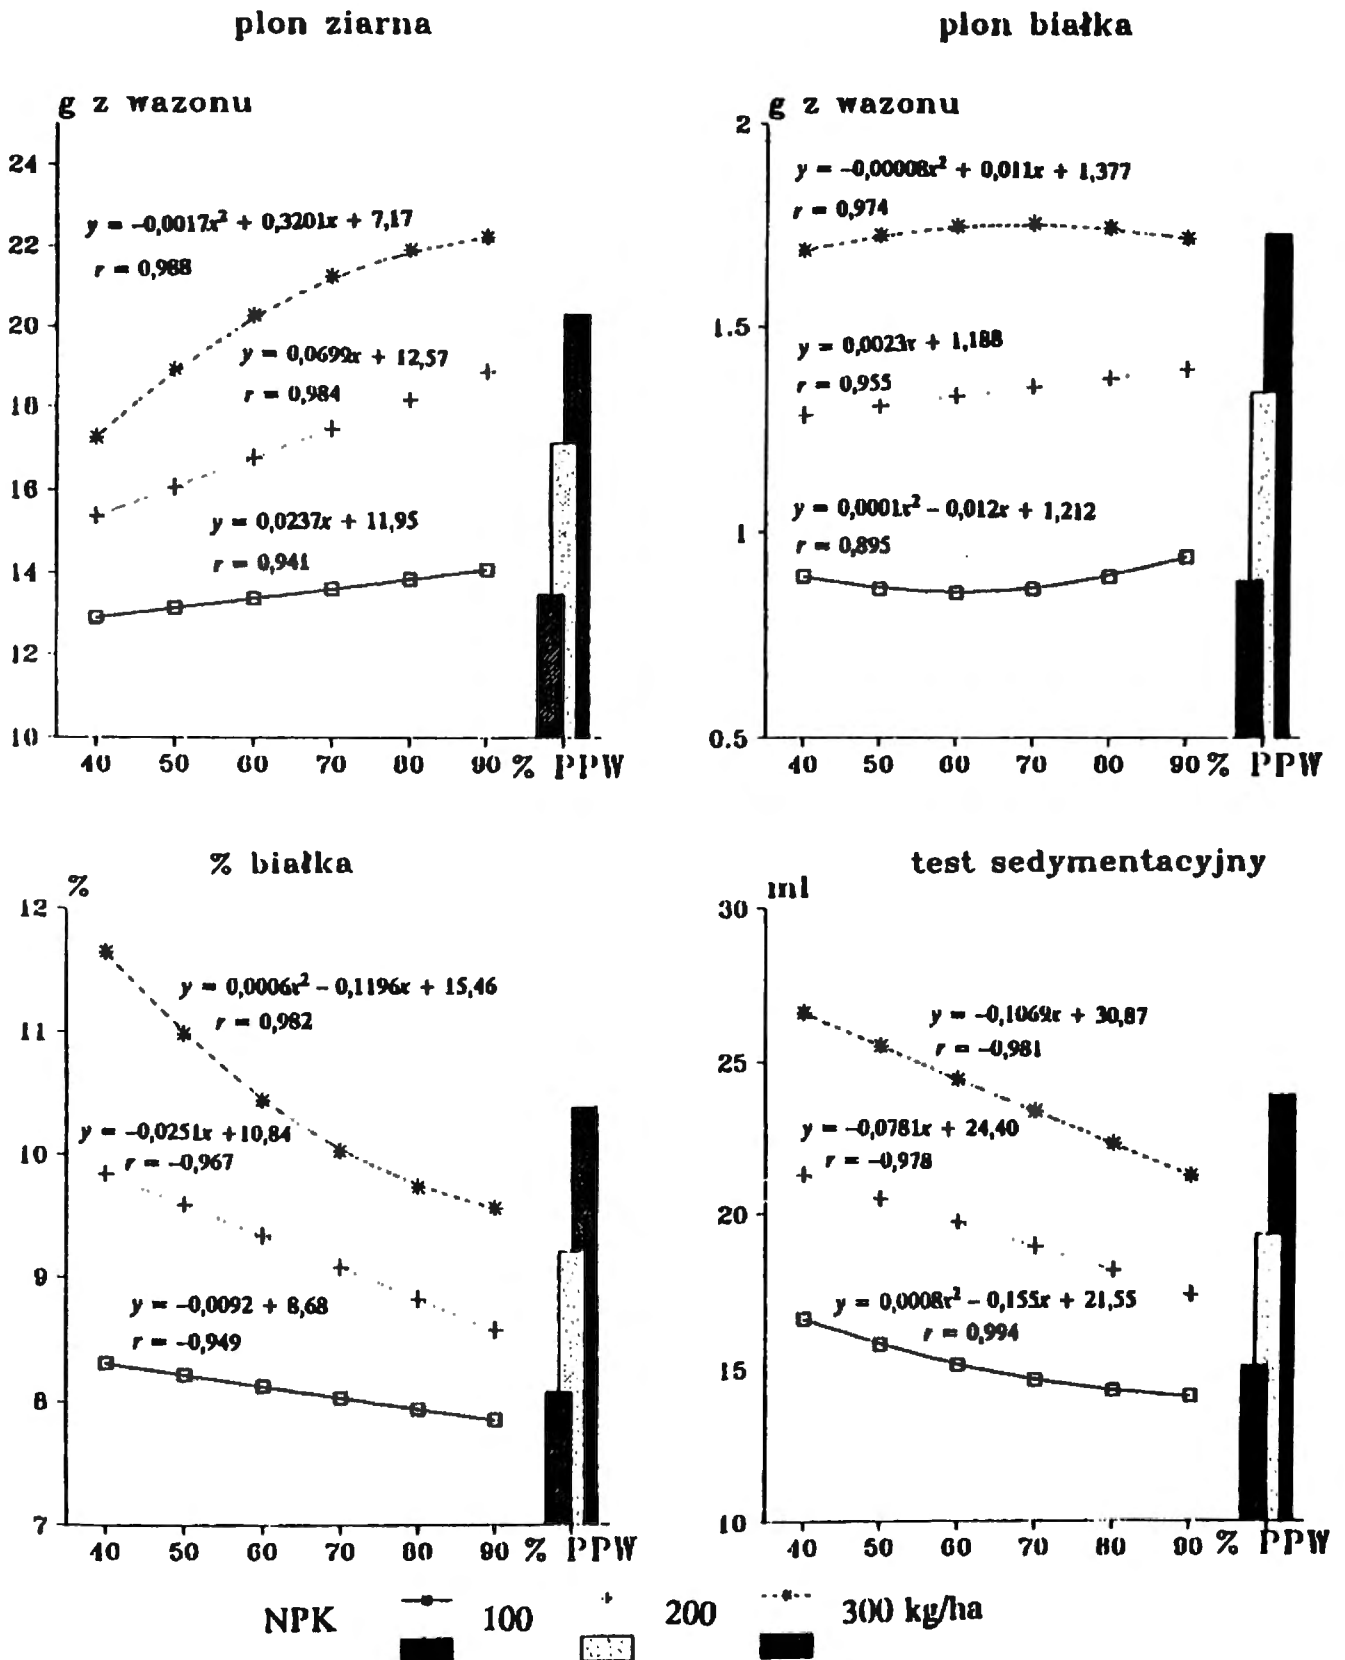 plon ziarna
g z wazonu
24
22
20
18
16
14
12
10
y = -0,0017x² + 0,3201x + 7,17
r = 0,988
y = 0,0699x + 12,57
r = 0,984
y = 0,0237x + 11,95
r = 0,941
40 50 60 70 80 90 % PPW
plon białka
g z wazonu
2
1.5
1
0.5
y = -0,00008x² + 0,011x + 1,377
r = 0,974
y = 0,0023x + 1,188
r = 0,955
y = 0,0001x² - 0,012x + 1,212
r = 0,895
40 50 60 70 80 90 % PPW
% białka
%
12
11
10
9
8
7
y = 0,0006x² - 0,1196x + 15,46
r = 0,982
y = -0,0251x +10,84
r = -0,967
y = -0,0092 + 8,68
r = -0,949
40 50 60 70 80 90 % PPW
test sedymentacyjny
ml
30
25
20
15
10
y = -0,1069x + 30,87
r = -0,981
y = -0,0781x + 24,40
r = -0,978
y = 0,0008x² - 0,155x + 21,55
r = 0,994
40 50 60 70 80 90 % PPW
NPK 100 200 300 kg/ha